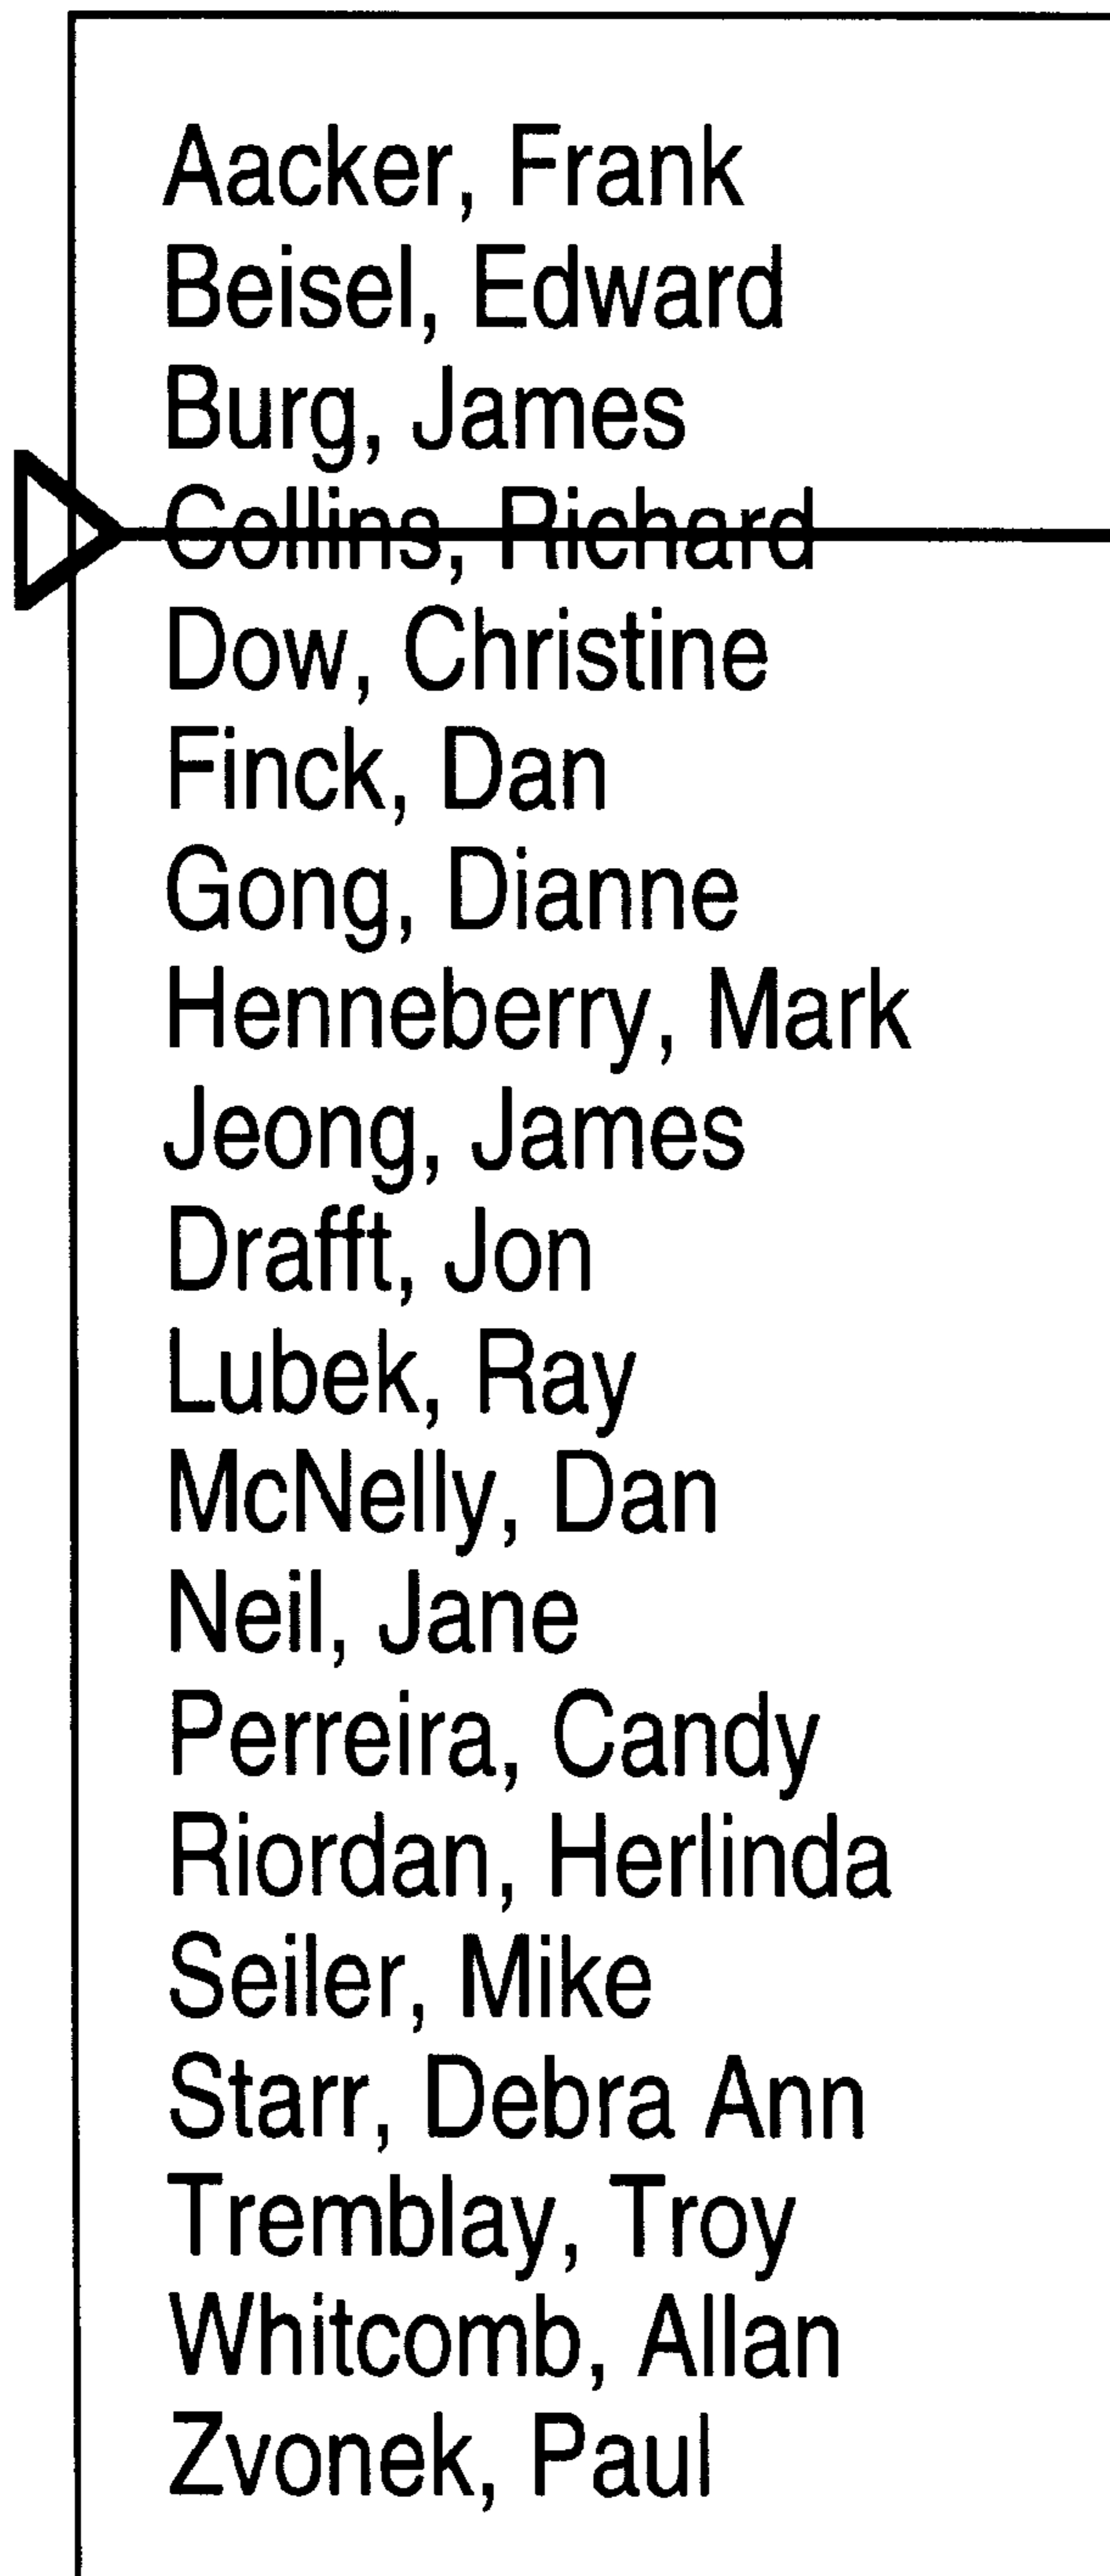 Aacker, Frank
Beisel, Edward
Burg, James
Collins, Richard
Dow, Christine
Finck, Dan
Gong, Dianne
Henneberry, Mark
Jeong, James
Drafft, Jon
Lubek, Ray
McNelly, Dan
Neil, Jane
Perreira, Candy
Riordan, Herlinda
Seiler, Mike
Starr, Debra Ann
Tremblay, Troy
Whitcomb, Allan
Zvonek, Paul